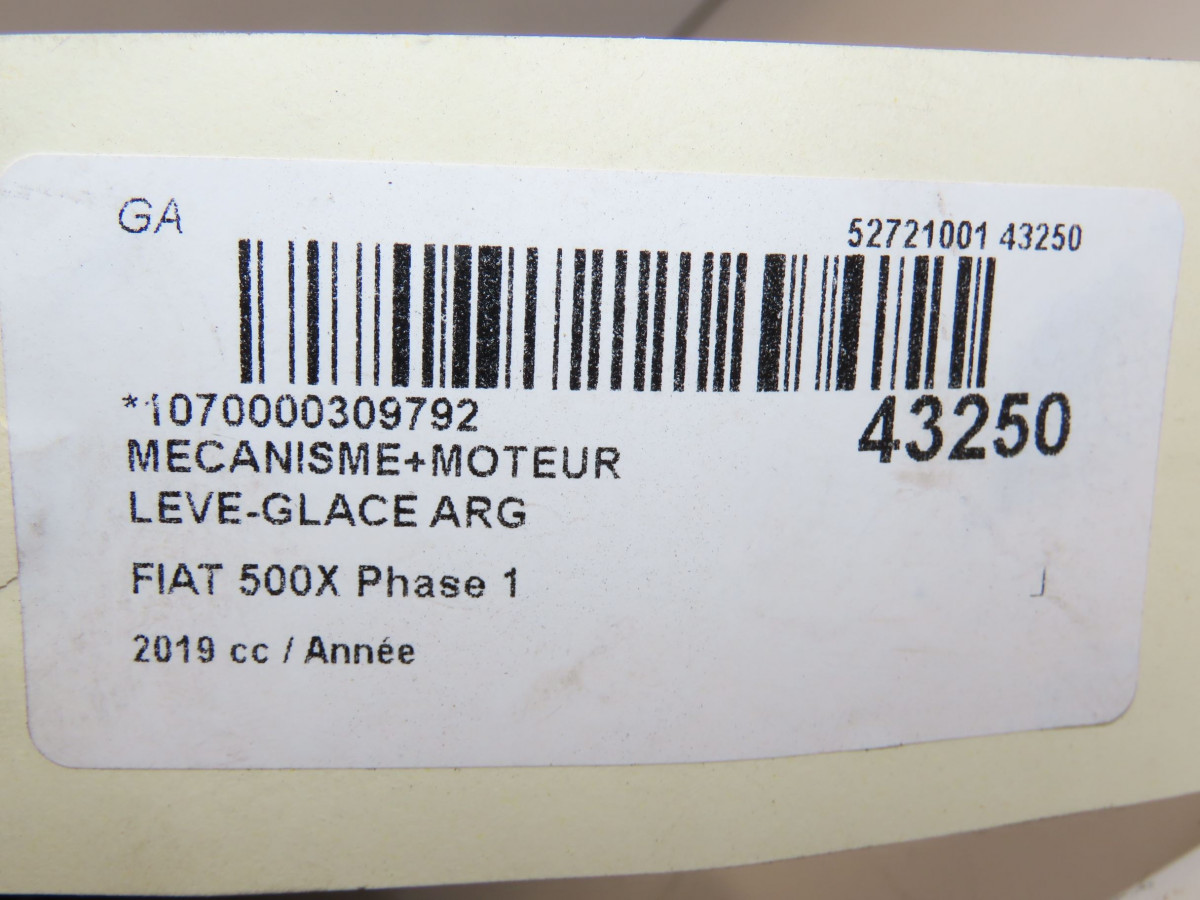 GA
52721001 43250
*1070000309792
43250
MECANISME+MOTEUR
LEVE-GLACE ARG
FIAT 500X Phase 1
2019 cc / Année